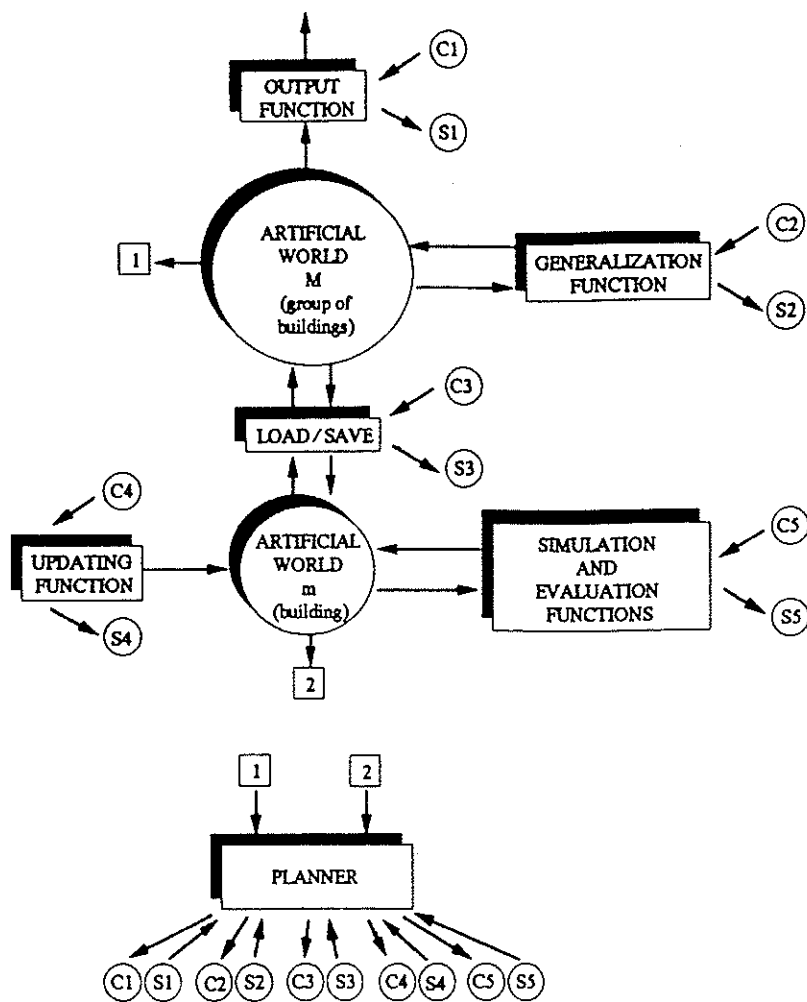 C1
OUTPUT
FUNCTION
S1
ARTIFICIAL
WORLD
M
(group of
buildings)
1
C2
GENERALIZATION
FUNCTION
S2
C3
LOAD / SAVE
S3
C4
UPDATING
FUNCTION
S4
ARTIFICIAL
WORLD
m
(building)
2
C5
SIMULATION
AND
EVALUATION
FUNCTIONS
S5
1 2
PLANNER
C1 S1 C2 S2 C3 S3 C4 S4 C5 S5